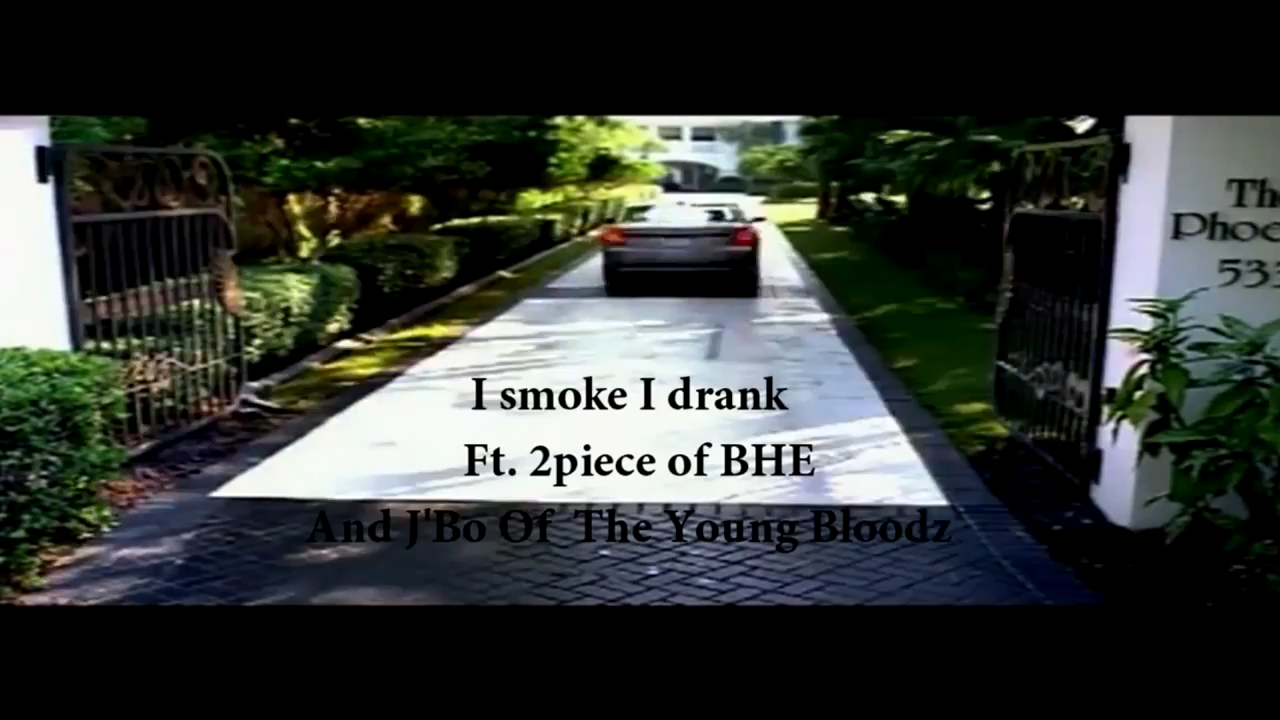 I smoke I drank
Ft. 2piece of BHE
And J'Bo Of The Young Bloodz